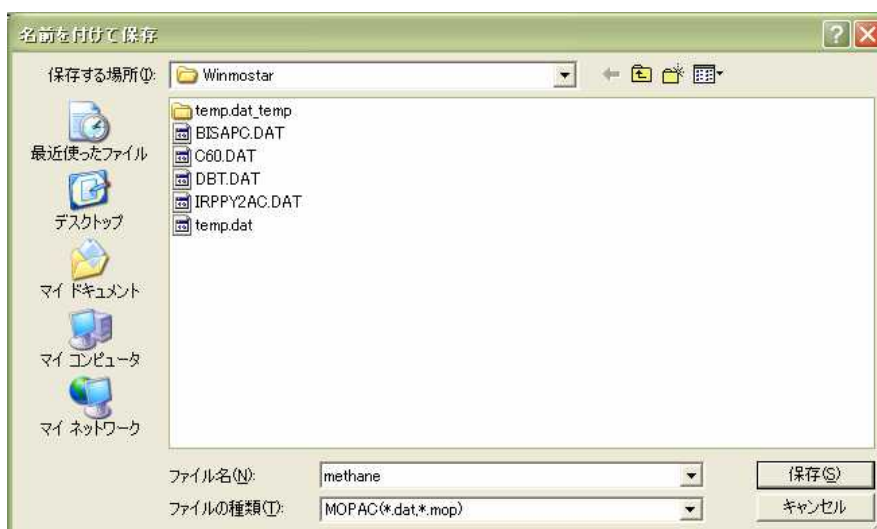 名前を付けて保存
保存する場所(I):
Winmostar
最近使ったファイル
デスクトップ
マイ ドキュメント
マイ コンピュータ
マイ ネットワーク
temp.dat_temp
BISAPC.DAT
C60.DAT
DBT.DAT
IRPPY2AC.DAT
temp.dat
ファイル名(N):
methane
保存(S)
ファイルの種類(T):
MOPAC(*.dat,*.mop)
キャンセル